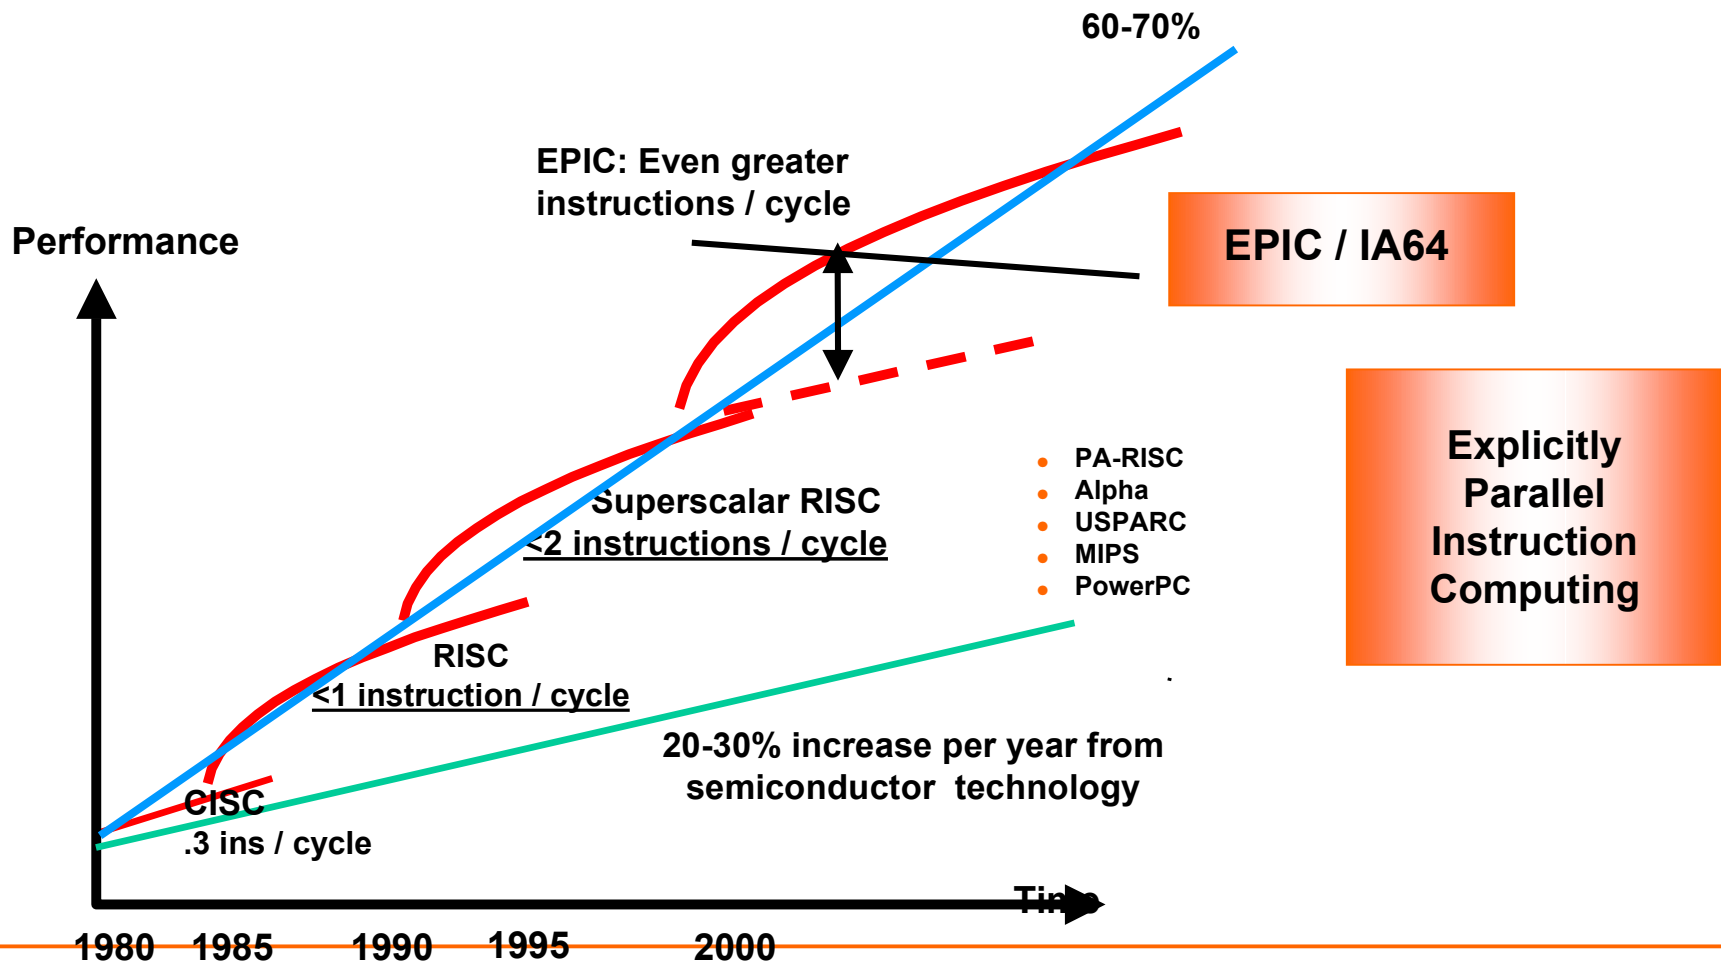 60-70%
EPIC: Even greater
instructions / cycle
Performance
EPIC / IA64
Explicitly
Parallel
Instruction
Computing
PA-RISC
Alpha
USPARC
MIPS
PowerPC
Superscalar RISC
<2 instructions / cycle
RISC
<1 instruction / cycle
20-30% increase per year from
semiconductor technology
CISC
.3 ins / cycle
Time
1980 1985 1990 1995 2000